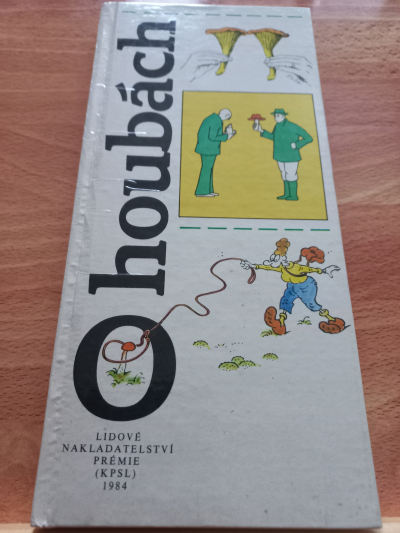 O houbách
LIDOVÉ
NAKLADATELSTVÍ
PRÉMIE
(KPSL)
1984